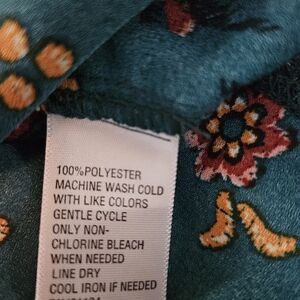 100%POLYESTER
MACHINE WASH COLD
WITH LIKE COLORS
GENTLE CYCLE
ONLY NON-
CHLORINE BLEACH
WHEN NEEDED
LINE DRY
COOL IRON IF NEEDED